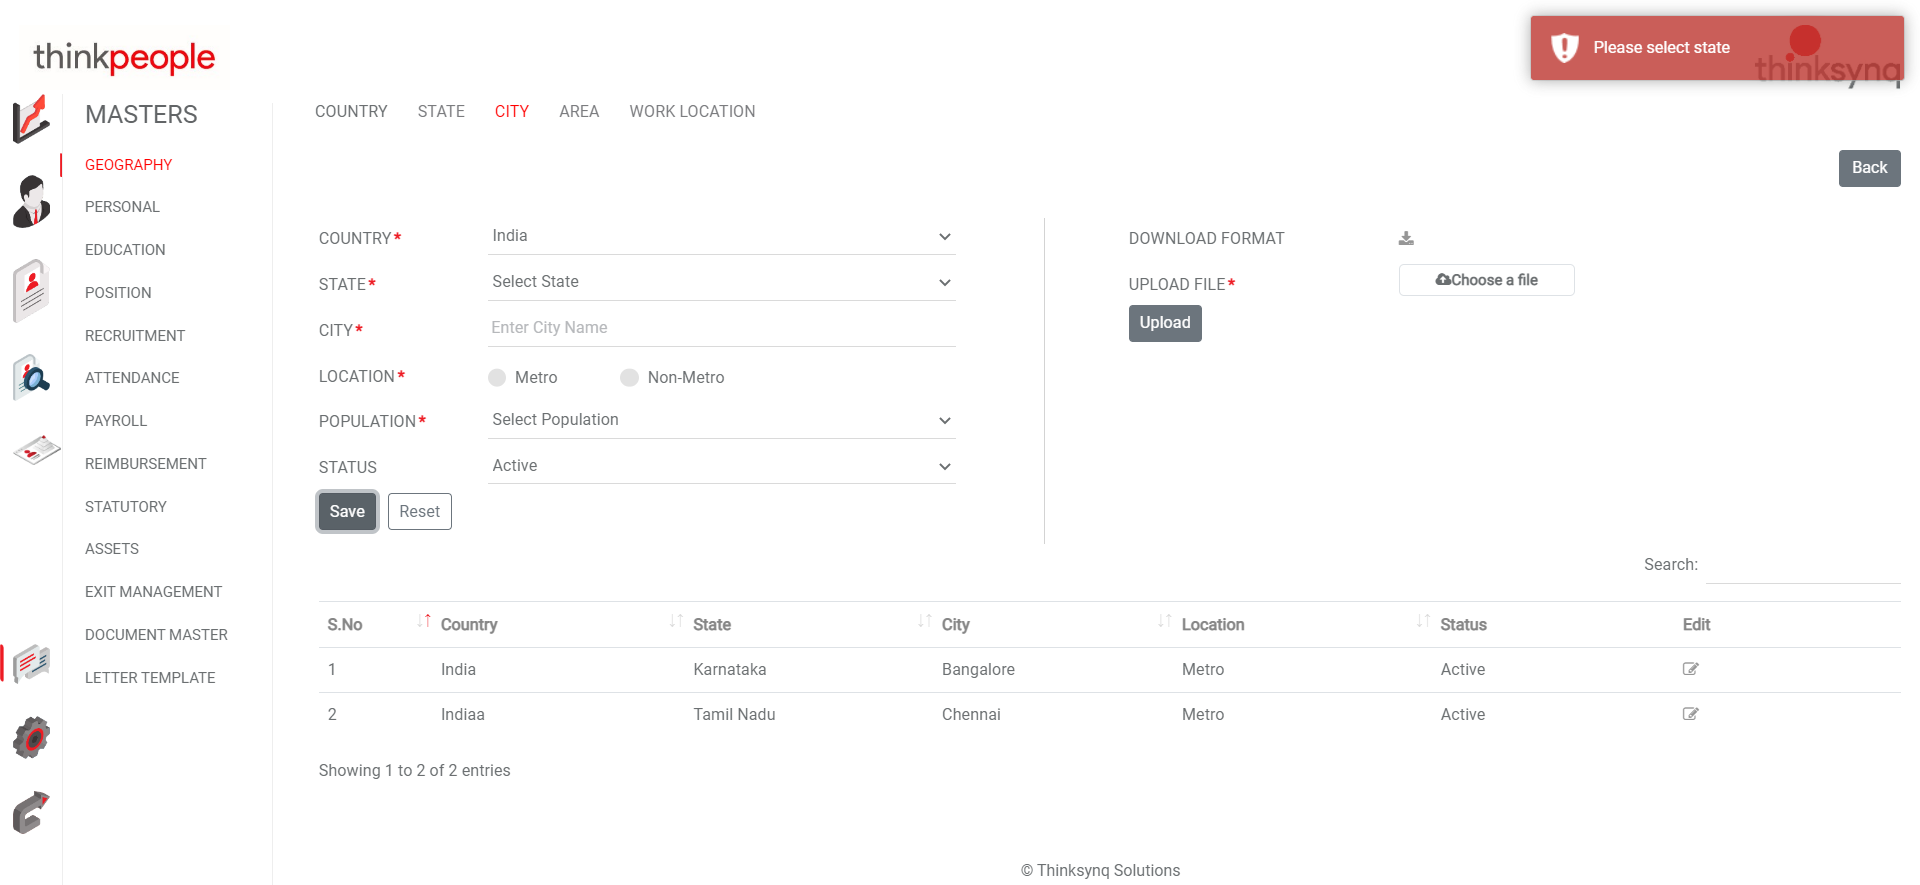 thinkpeople
Please select state
thinksynq
MASTERS
GEOGRAPHY
PERSONAL
EDUCATION
POSITION
RECRUITMENT
ATTENDANCE
PAYROLL
REIMBURSEMENT
STATUTORY
ASSETS
EXIT MANAGEMENT
DOCUMENT MASTER
LETTER TEMPLATE
COUNTRY STATE CITY AREA WORK LOCATION
Back
COUNTRY* India
STATE* Select State
CITY* Enter City Name
LOCATION* Metro Non-Metro
POPULATION* Select Population
STATUS Active
Save Reset
DOWNLOAD FORMAT
UPLOAD FILE* Choose a file
Upload
Search:
S.No Country State City Location Status Edit
1 India Karnataka Bangalore Metro Active
2 Indiaa Tamil Nadu Chennai Metro Active
Showing 1 to 2 of 2 entries
© Thinksynq Solutions